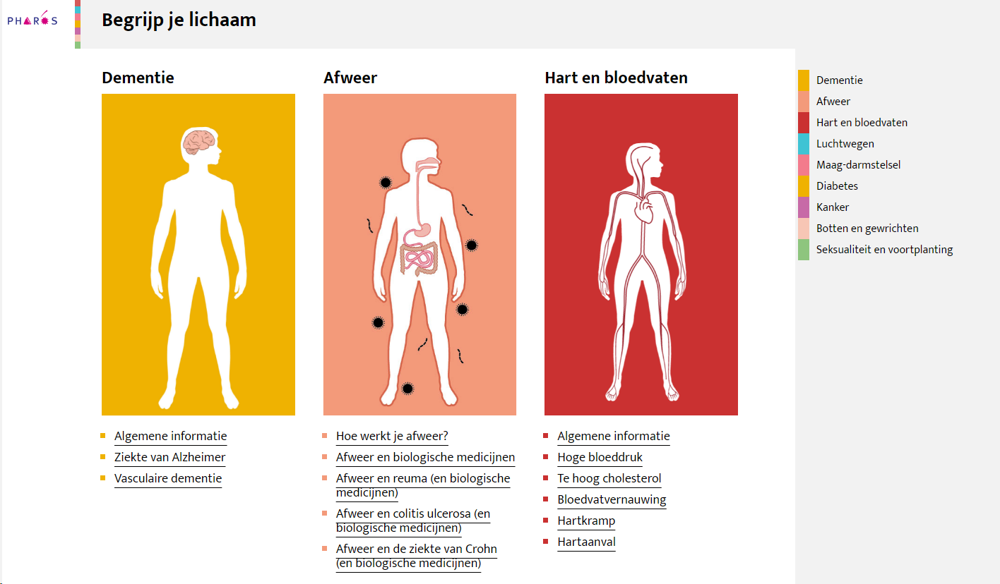 PHAROS
Begrijp je lichaam
Dementie
Algemene informatie
Ziekte van Alzheimer
Vasculaire dementie
Afweer
Hoe werkt je afweer?
Afweer en biologische medicijnen
Afweer en reuma (en biologische
medicijnen)
Afweer en colitis ulcerosa (en
biologische medicijnen)
Afweer en de ziekte van Crohn
(en biologische medicijnen)
Hart en bloedvaten
Algemene informatie
Hoge bloeddruk
Te hoog cholesterol
Bloedvatvernauwing
Hartkramp
Hartaanval
Dementie
Afweer
Hart en bloedvaten
Luchtwegen
Maag-darmstelsel
Diabetes
Kanker
Botten en gewrichten
Seksualiteit en voortplanting